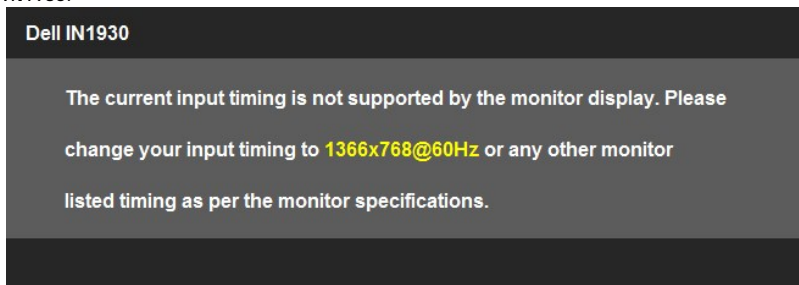 Dell IN1930
The current input timing is not supported by the monitor display. Please
change your input timing to 1366x768@60Hz or any other monitor
listed timing as per the monitor specifications.